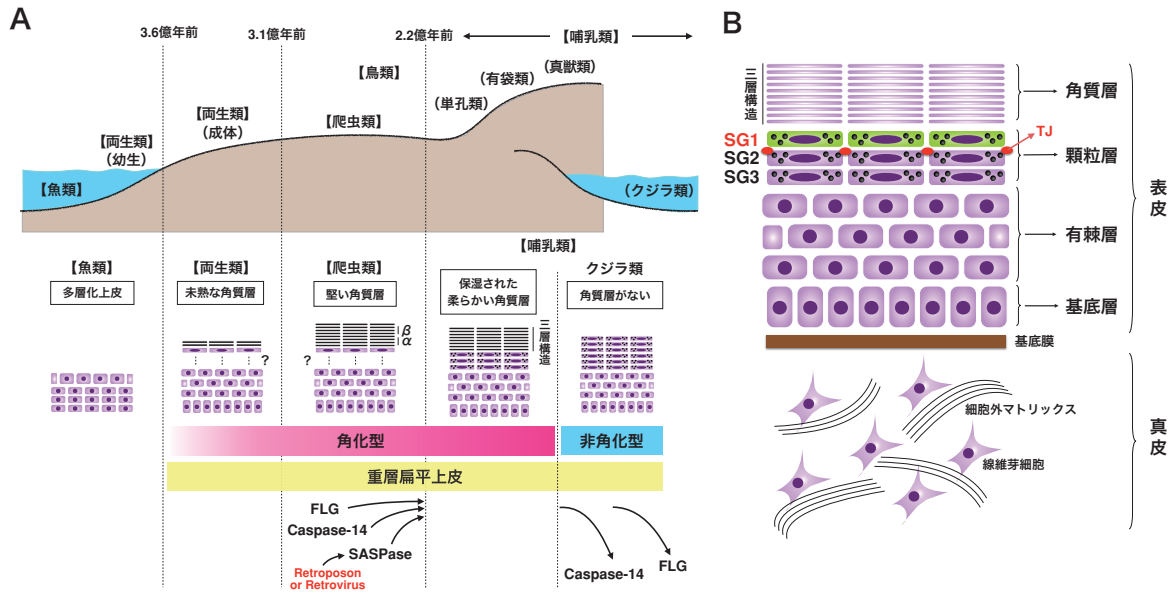 A
3.6億年前
3.1億年前
2.2億年前
【哺乳類】
【鳥類】
(真獣類)
(有袋類)
(単孔類)
【爬虫類】
【両生類】
(成体)
【両生類】
(幼生)
【魚類】
(クジラ類)
【哺乳類】
【魚類】
【両生類】
【爬虫類】
クジラ類
多層化上皮
未熟な角質層
堅い角質層
保湿された
柔らかい角質層
角質層がない
?
?
β
α
三層構造
角化型
非角化型
重層扁平上皮
FLG
Caspase-14
SASPase
Retroposon
or Retrovirus
Caspase-14
FLG
B
三層構造
角質層
SG1
TJ
SG2
顆粒層
SG3
有棘層
基底層
表皮
基底膜
細胞外マトリックス
線維芽細胞
真皮